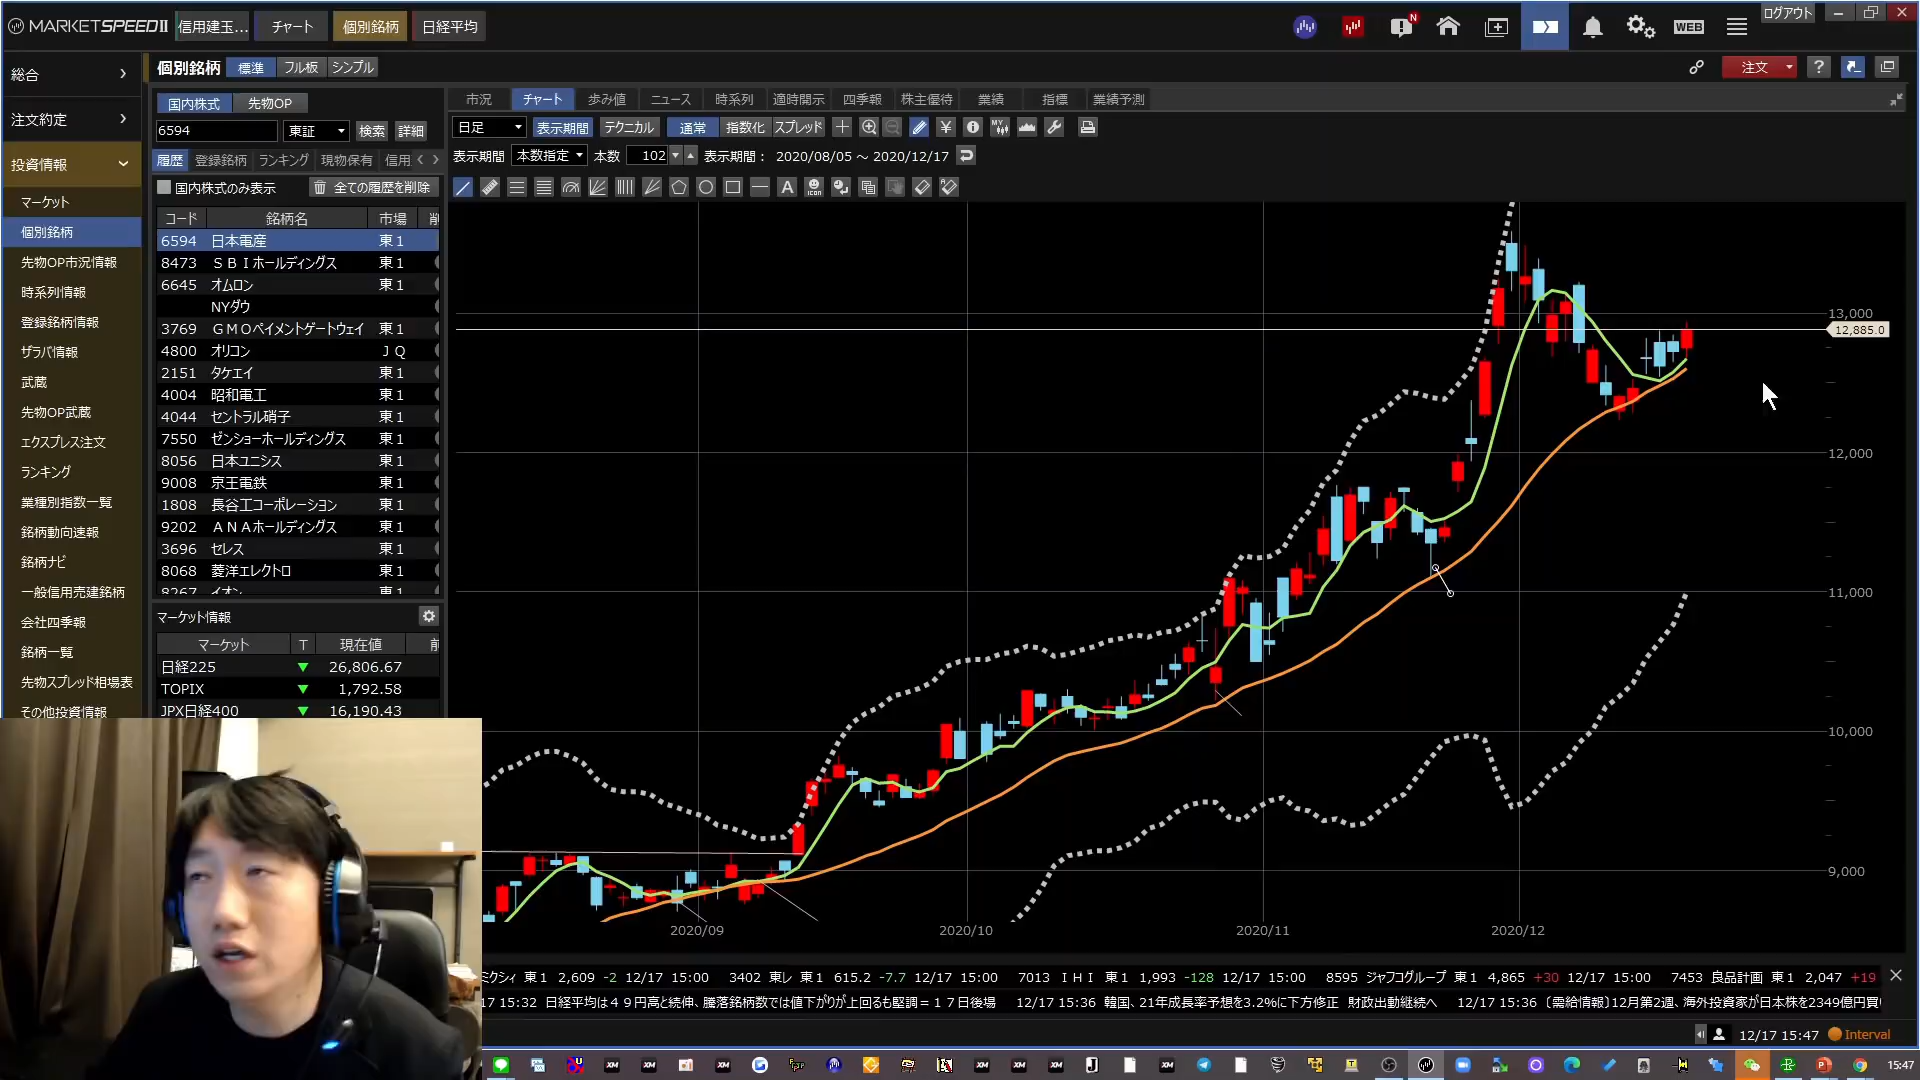 MARKETSPEEDII 信用建玉... チャート 個別銘柄 日経平均
N WEB ログアウト
総合
注文約定
投資情報
マーケット
個別銘柄
先物OP市況情報
時系列情報
登録銘柄情報
ザラバ情報
武蔵
先物OP武蔵
エクスプレス注文
ランキング
業種別指数一覧
銘柄動向速報
銘柄ナビ
一般信用売建銘柄
会社四季報
銘柄一覧
先物スプレッド相場表
その他投資情報
個別銘柄 標準 フル板 シンプル 注文 ?
国内株式 先物OP
6594 東証 検索 詳細
履歴 登録銘柄 ランキング 現物保有 信用
国内株式のみ表示 全ての履歴を削除
コード 銘柄名 市場
6594 日本電産 東1
8473 ＳＢＩホールディングス 東1
6645 オムロン 東1
NYダウ
3769 ＧＭＯペイメントゲートウェイ 東1
4800 オリコン ＪＱ
2151 タケエイ 東1
4004 昭和電工 東1
4044 セントラル硝子 東1
7550 ゼンショーホールディングス 東1
8056 日本ユニシス 東1
9008 京王電鉄 東1
1808 長谷工コーポレーション 東1
9202 ＡＮＡホールディングス 東1
3696 セレス 東1
8068 菱洋エレクトロ 東1
8267 イオン 東1
マーケット情報
マーケット T 現在値 前
日経225 ▼ 26,806.67
TOPIX ▼ 1,792.58
JPX日経400 ▼ 16,190.43
市況 チャート 歩み値 ニュース 時系列 適時開示 四季報 株主優待 業績 指標 業績予測
日足 表示期間 テクニカル 通常 指数化 スプレッド ¥ MY
表示期間 本数指定 本数 102 表示期間： 2020/08/05 ～ 2020/12/17
A ICON
13,000
12,885.0
12,000
11,000
10,000
9,000
2020/09 2020/10 2020/11 2020/12
ミクシィ 東1 2,609 -2 12/17 15:00 3402 東レ 東1 615.2 -7.7 12/17 15:00 7013 ＩＨＩ 東1 1,993 -128 12/17 15:00 8595 ジャフコグループ 東1 4,865 +30 12/17 15:00 7453 良品計画 東1 2,047 +19
17 15:32 日経平均は４９円高と続伸、騰落銘柄数では値下がりが上回るも堅調＝１７日後場 12/17 15:36 韓国、21年成長率予想を3.2%に下方修正 財政出動継続へ 12/17 15:36 〔需給情報〕12月第2週、海外投資家が日本株を2349億円買い
12/17 15:47 Interval
15:47